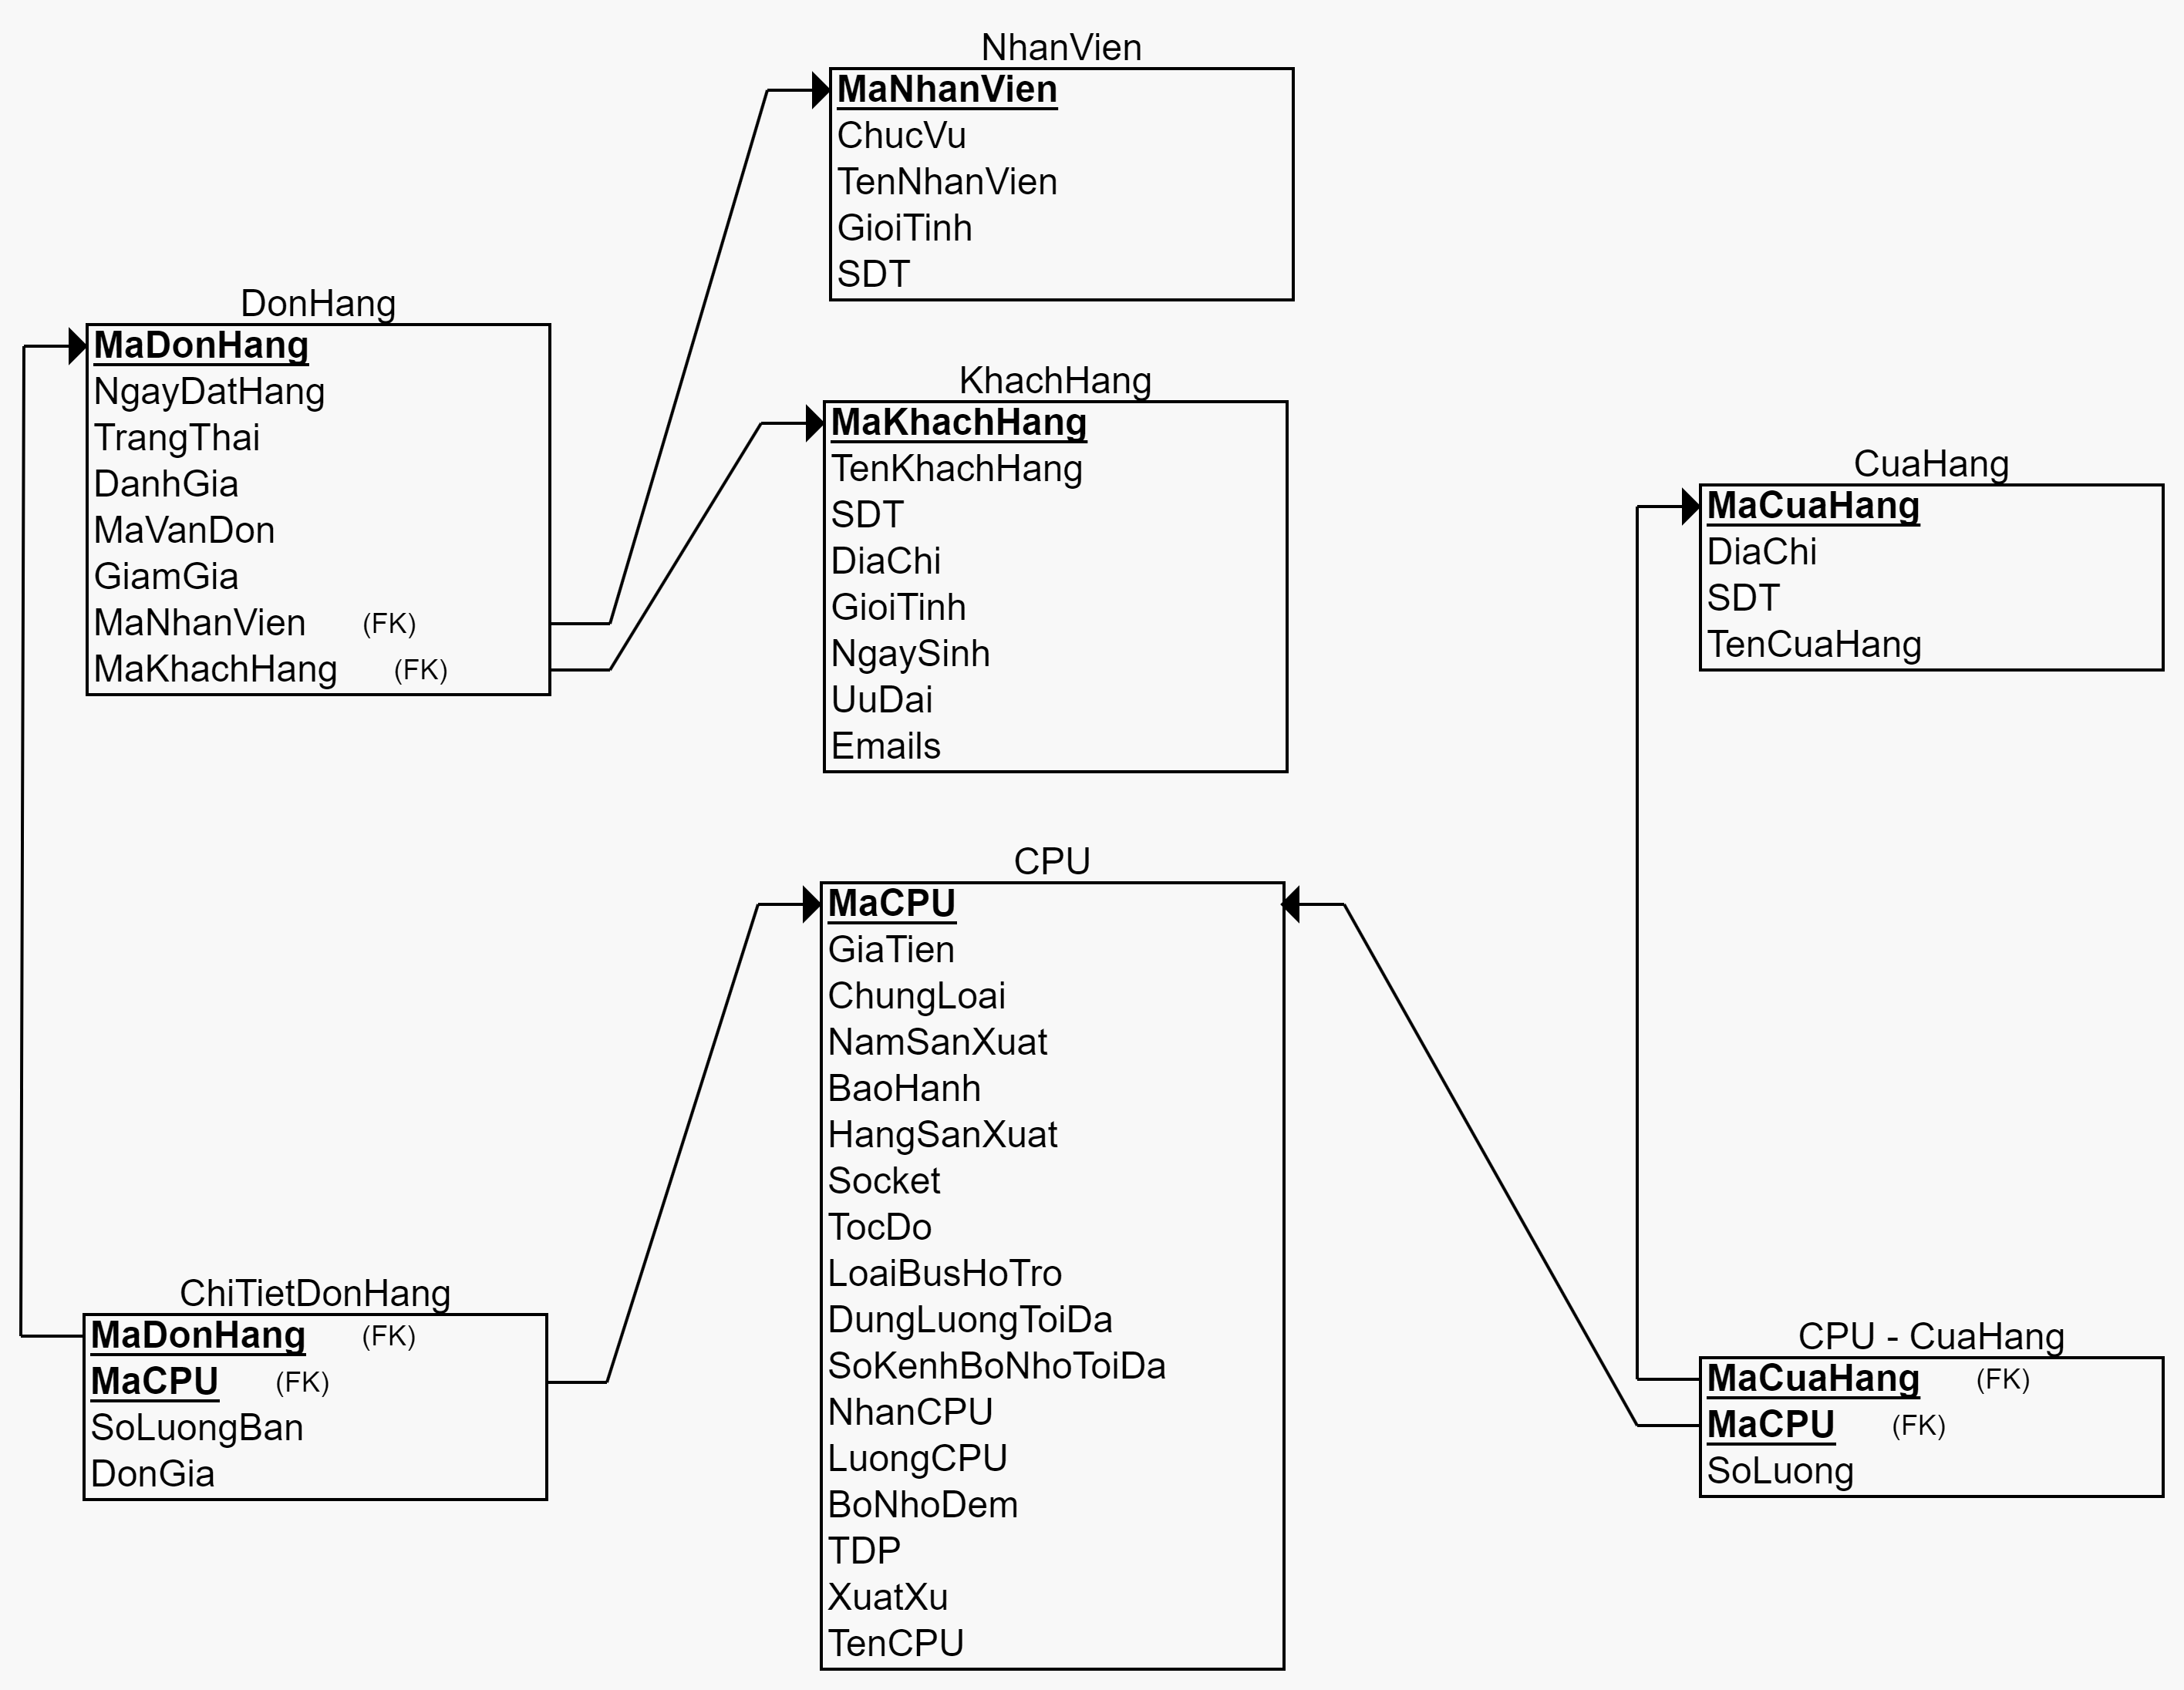 NhanVien
MaNhanVien
ChucVu
TenNhanVien
GioiTinh
SDT
DonHang
MaDonHang
NgayDatHang
TrangThai
DanhGia
MaVanDon
GiamGia
MaNhanVien (FK)
MaKhachHang (FK)
KhachHang
MaKhachHang
TenKhachHang
SDT
DiaChi
GioiTinh
NgaySinh
UuDai
Emails
CuaHang
MaCuaHang
DiaChi
SDT
TenCuaHang
CPU
MaCPU
GiaTien
ChungLoai
NamSanXuat
BaoHanh
HangSanXuat
Socket
TocDo
LoaiBusHoTro
DungLuongToiDa
SoKenhBoNhoToiDa
NhanCPU
LuongCPU
BoNhoDem
TDP
XuatXu
TenCPU
ChiTietDonHang
MaDonHang (FK)
MaCPU (FK)
SoLuongBan
DonGia
CPU - CuaHang
MaCuaHang (FK)
MaCPU (FK)
SoLuong